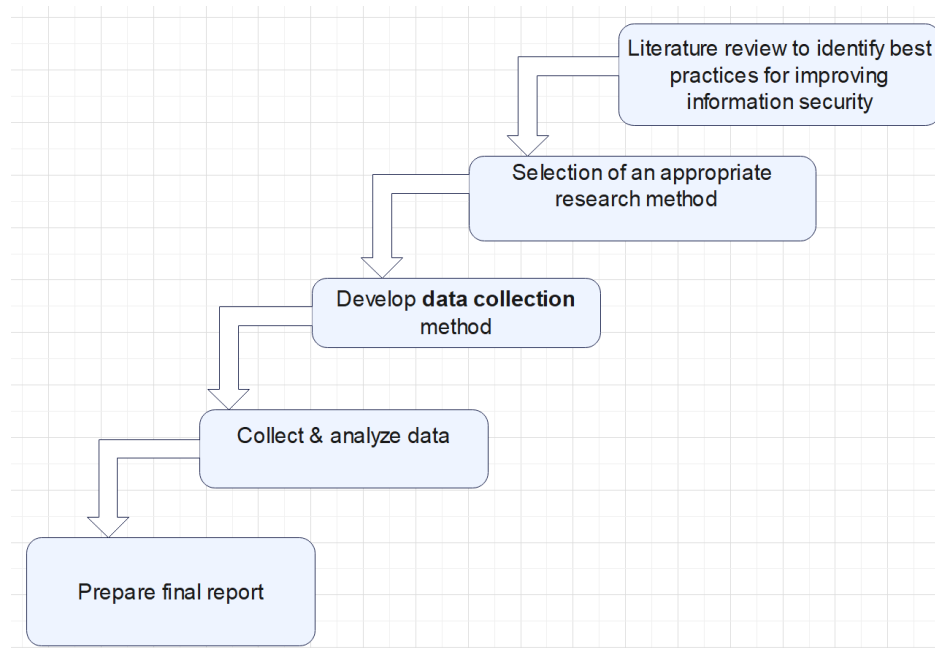 Literature review to identify best
practices for improving
information security
Selection of an appropriate
research method
Develop data collection
method
Collect & analyze data
Prepare final report